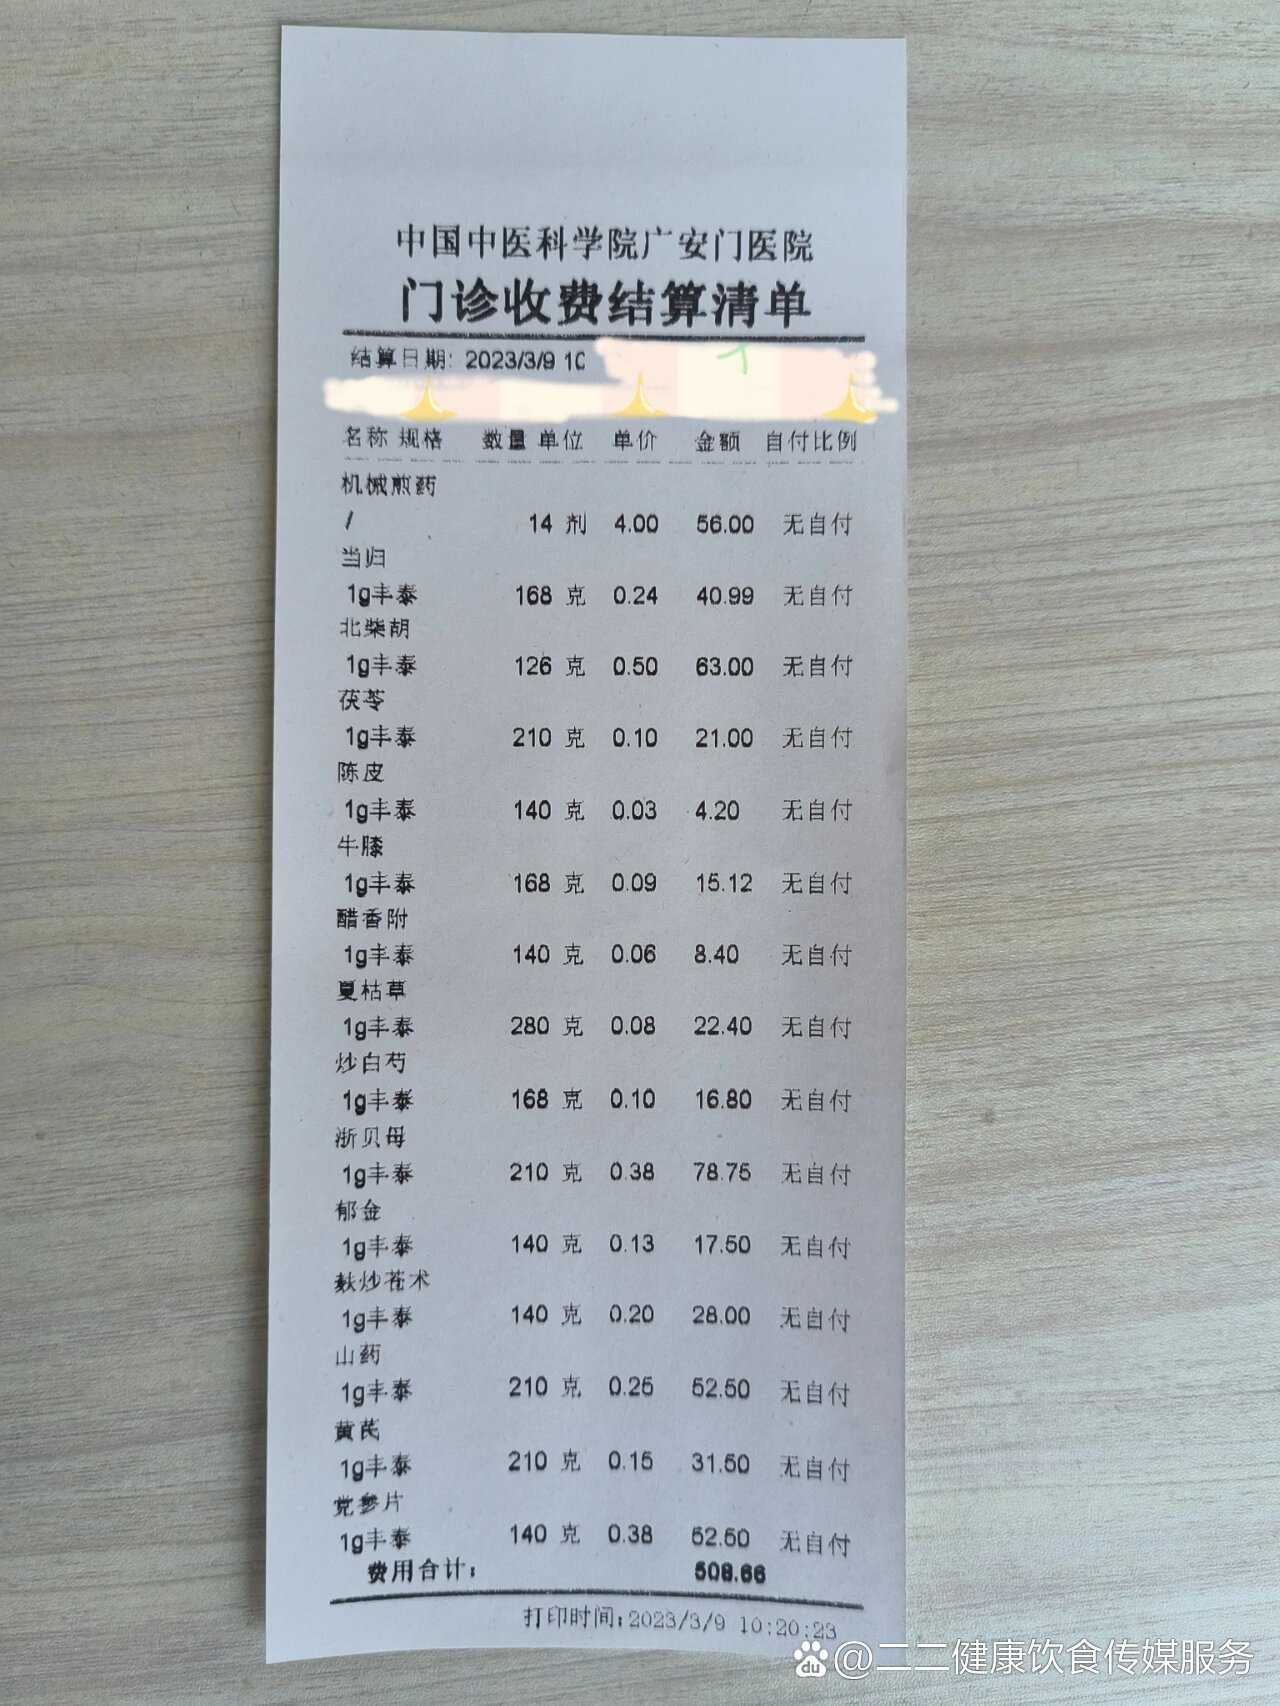 中国中医科学院广安门医院
门诊收费结算清单
结算日期: 2023/3/9 10
名称 规格 数量 单位 单价 金额 自付比例
机械煎药
/ 14 剂 4.00 56.00 无自付
当归
1g丰泰 168 克 0.24 40.99 无自付
北柴胡
1g丰泰 126 克 0.50 63.00 无自付
茯苓
1g丰泰 210 克 0.10 21.00 无自付
陈皮
1g丰泰 140 克 0.03 4.20 无自付
牛膝
1g丰泰 168 克 0.09 15.12 无自付
醋香附
1g丰泰 140 克 0.06 8.40 无自付
夏枯草
1g丰泰 280 克 0.08 22.40 无自付
炒白芍
1g丰泰 168 克 0.10 16.80 无自付
浙贝母
1g丰泰 210 克 0.38 78.75 无自付
郁金
1g丰泰 140 克 0.13 17.50 无自付
麸炒苍术
1g丰泰 140 克 0.20 28.00 无自付
山药
1g丰泰 210 克 0.25 52.50 无自付
黄芪
1g丰泰 210 克 0.15 31.50 无自付
党参片
1g丰泰 140 克 0.38 52.50 无自付
费用合计: 508.66
打印时间:2023/3/9 10:20:23
du @二二健康饮食传媒服务